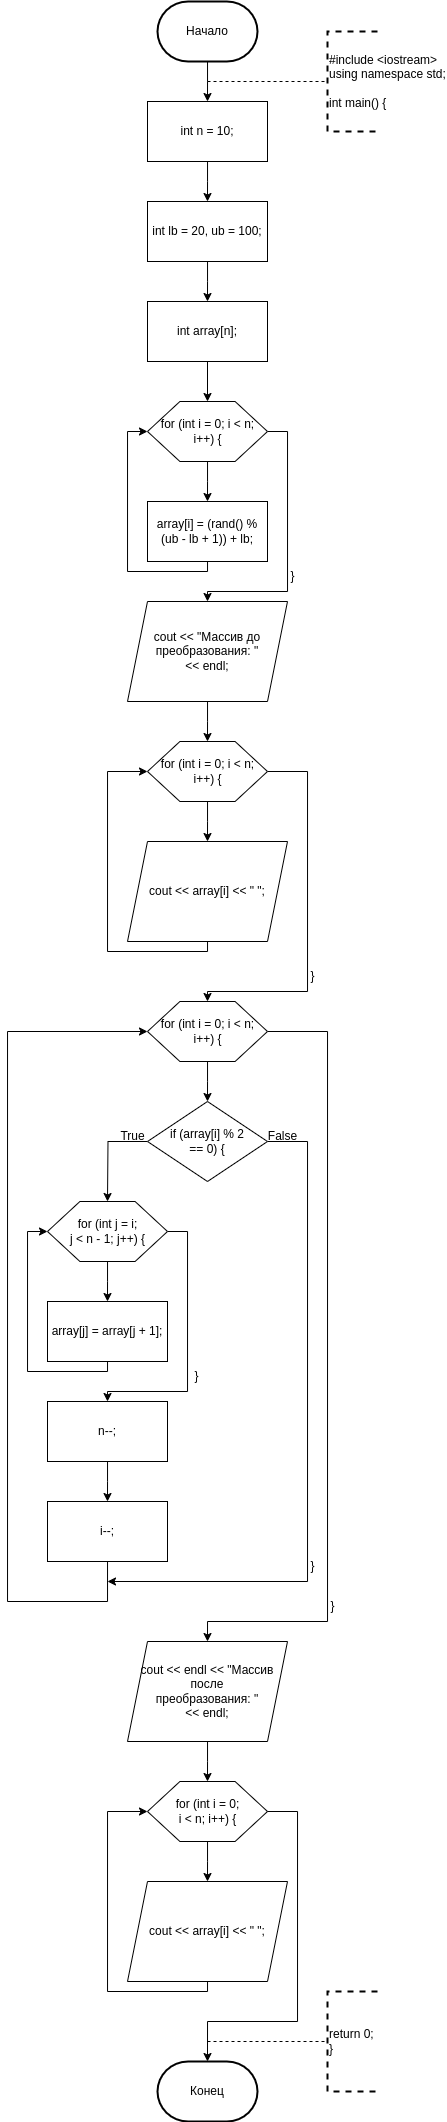 Начало
#include <iostream>
using namespace std;
int main() {
int n = 10;
int lb = 20, ub = 100;
int array[n];
for (int i = 0; i < n;
i++) {
array[i] = (rand() %
(ub - lb + 1)) + lb;
}
cout << "Массив до
преобразования: "
<< endl;
for (int i = 0; i < n;
i++) {
cout << array[i] << " ";
}
for (int i = 0; i < n;
i++) {
if (array[i] % 2
== 0) {
True
False
for (int j = i;
j < n - 1; j++) {
array[j] = array[j + 1];
}
n--;
i--;
}
}
cout << endl << "Массив
после
преобразования: "
<< endl;
for (int i = 0;
i < n; i++) {
cout << array[i] << " ";
return 0;
}
Конец